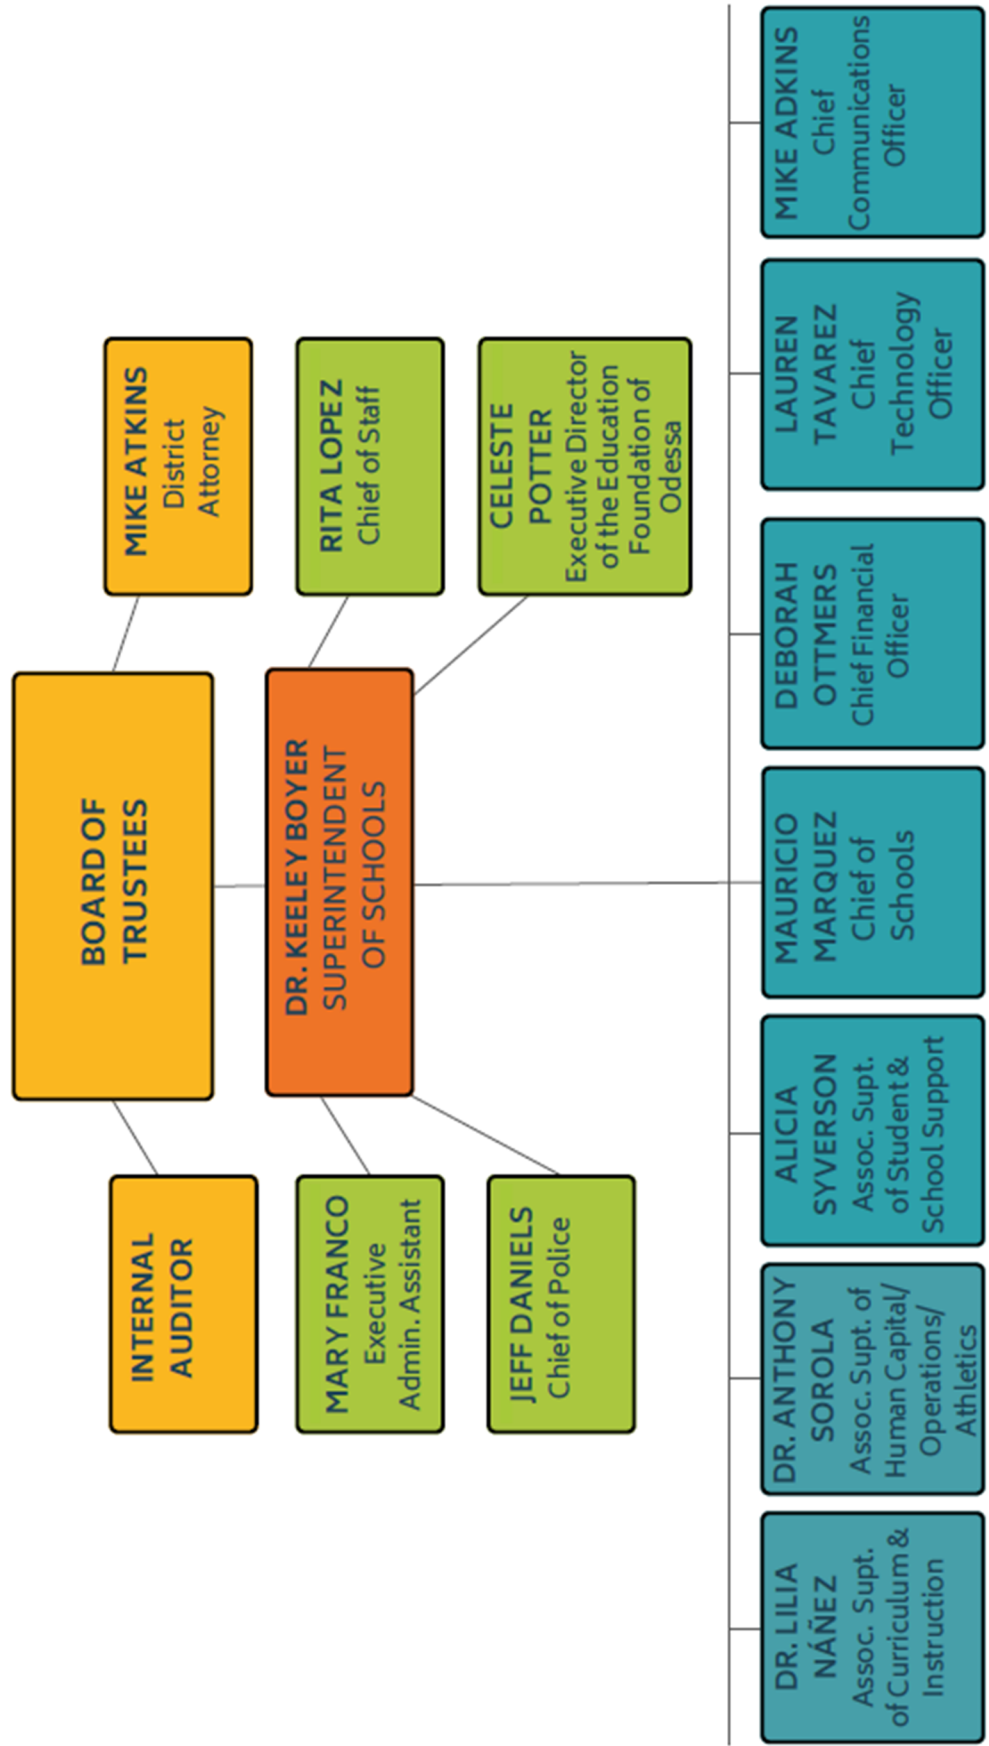 BOARD OF
TRUSTEES
INTERNAL
AUDITOR
MIKE ATKINS
District
Attorney
DR. KEELEY BOYER
SUPERINTENDENT
OF SCHOOLS
MARY FRANCO
Executive
Admin. Assistant
RITA LOPEZ
Chief of Staff
JEFF DANIELS
Chief of Police
CELESTE
POTTER
Executive Director
of the Education
Foundation of
Odessa
DR. LILIA
NÁÑEZ
Assoc. Supt.
of Curriculum &
Instruction
DR. ANTHONY
SOROLA
Assoc. Supt. of
Human Capital/
Operations/
Athletics
ALICIA
SYVERSON
Assoc. Supt.
of Student &
School Support
MAURICIO
MARQUEZ
Chief of
Schools
DEBORAH
OTTMERS
Chief Financial
Officer
LAUREN
TAVAREZ
Chief
Technology
Officer
MIKE ADKINS
Chief
Communications
Officer